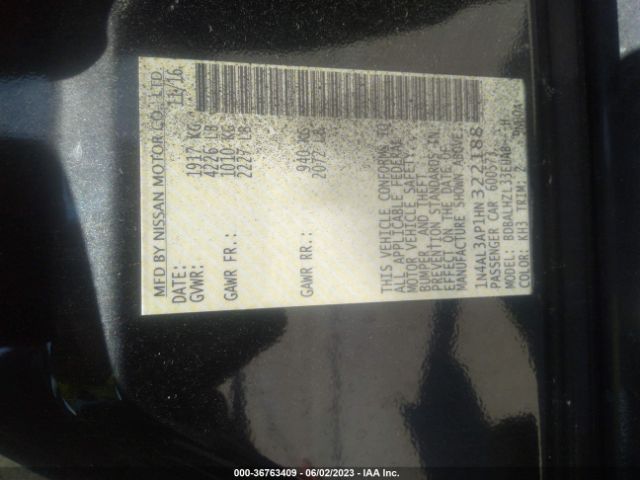 MFD BY NISSAN MOTOR CO., LTD
DATE: 11/16
GVWR: 1917 KG
4226 LB
GAWR FR.: 1010 KG
2227 LB
GAWR RR.: 940 KG
2072 LB
THIS VEHICLE CONFORMS TO
ALL APPLICABLE FEDERAL
MOTOR VEHICLE SAFETY,
BUMPER, AND THEFT
PREVENTION STANDARDS IN
EFFECT ON THE DATE OF
MANUFACTURE SHOWN ABOVE.
1N4AL3AP1HN322188
PASSENGER CAR
MODEL:
COLOR: KH3 TRIM:
000-36763409 - 06/02/2023 - IAA Inc.